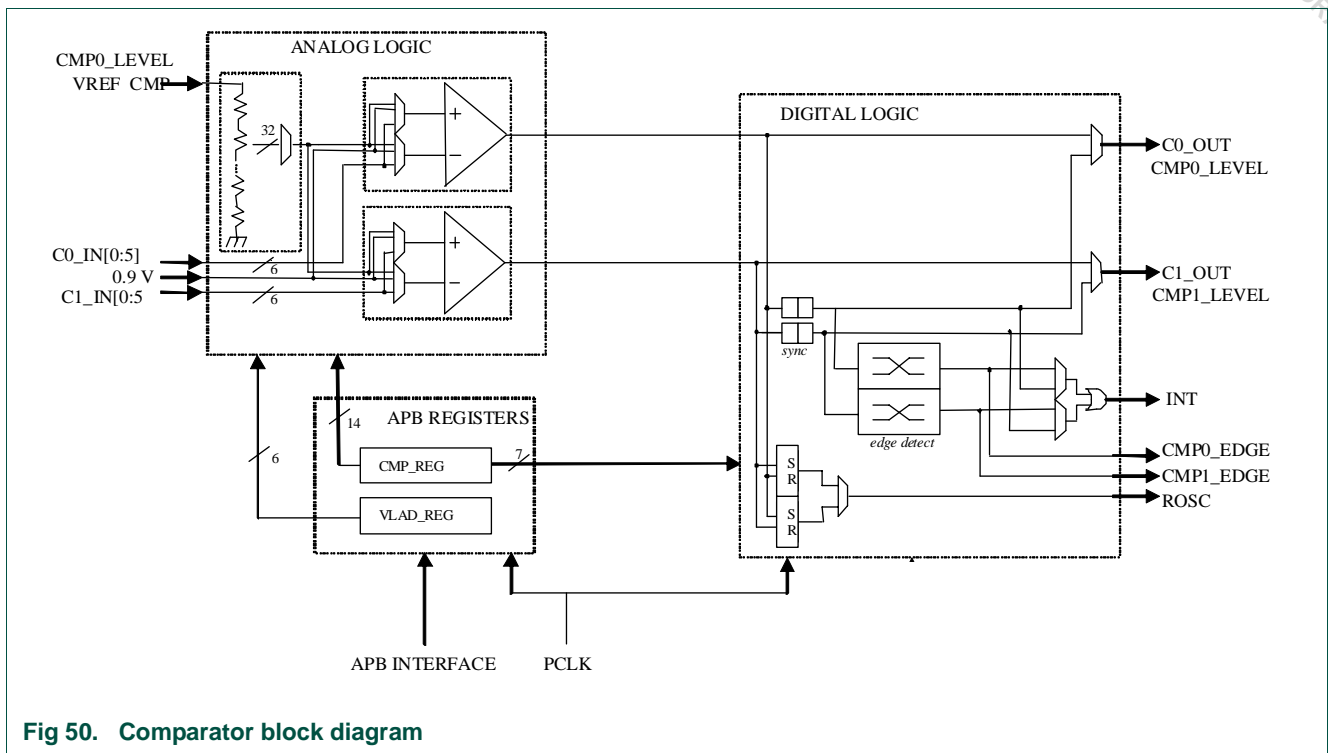 ANALOG LOGIC
CMP0_LEVEL
VREF CMP
32
+
−
+
−
C0_IN[0:5]
6
0.9 V
C1_IN[0:5
6
DIGITAL LOGIC
C0_OUT
CMP0_LEVEL
C1_OUT
CMP1_LEVEL
sync
edge detect
INT
CMP0_EDGE
CMP1_EDGE
ROSC
S
R
S
R
14
APB REGISTERS
6
CMP_REG
7
VLAD_REG
APB INTERFACE
PCLK
Fig 50. Comparator block diagram